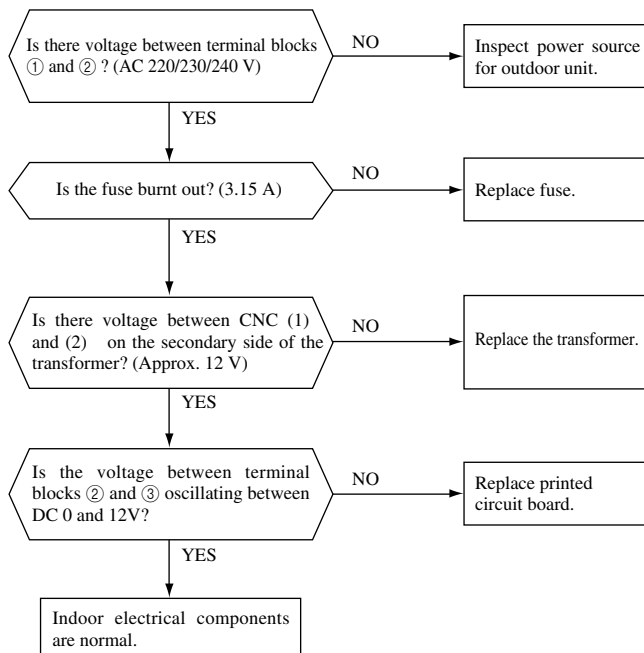 Is there voltage between terminal blocks
① and ② ? (AC 220/230/240 V)
NO
Inspect power source
for outdoor unit.
YES
Is the fuse burnt out? (3.15 A)
NO
Replace fuse.
YES
Is there voltage between CNC (1)
and (2) on the secondary side of the
transformer? (Approx. 12 V)
NO
Replace the transformer.
YES
Is the voltage between terminal
blocks ② and ③ oscillating between
DC 0 and 12V?
NO
Replace printed
circuit board.
YES
Indoor electrical components
are normal.